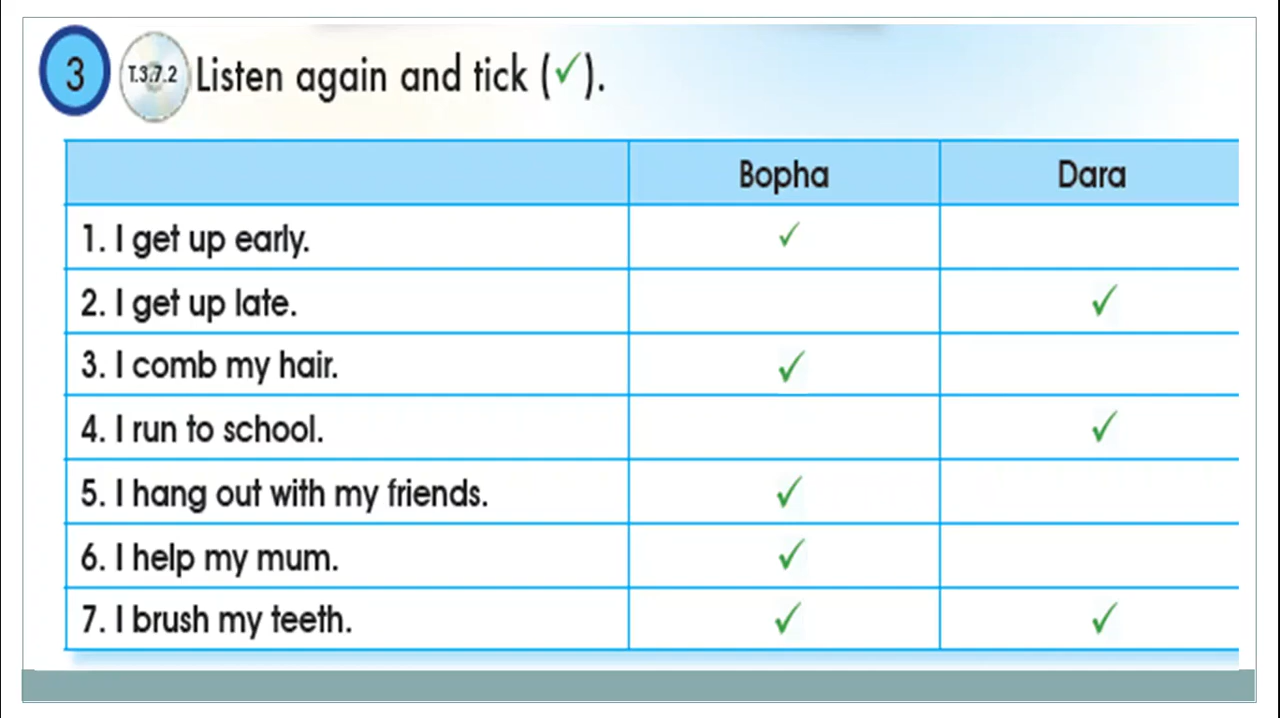 3 T.3.7.2 Listen again and tick (✓).
Bopha Dara
1. I get up early. ✓
2. I get up late. ✓
3. I comb my hair. ✓
4. I run to school. ✓
5. I hang out with my friends. ✓
6. I help my mum. ✓
7. I brush my teeth. ✓ ✓